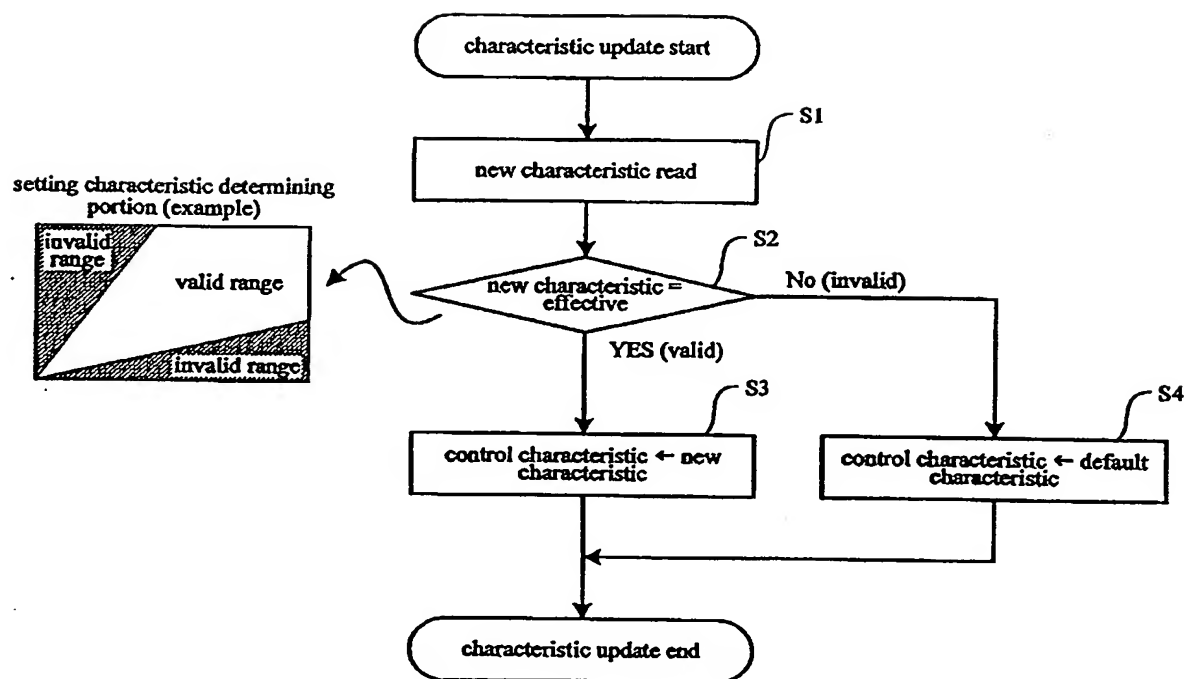 characteristic update start
S1
new characteristic read
setting characteristic determining
portion (example)
invalid
range
valid range
invalid range
S2
new characteristic =
effective
No (invalid)
YES (valid)
S3
control characteristic ← new
characteristic
S4
control characteristic ← default
characteristic
characteristic update end